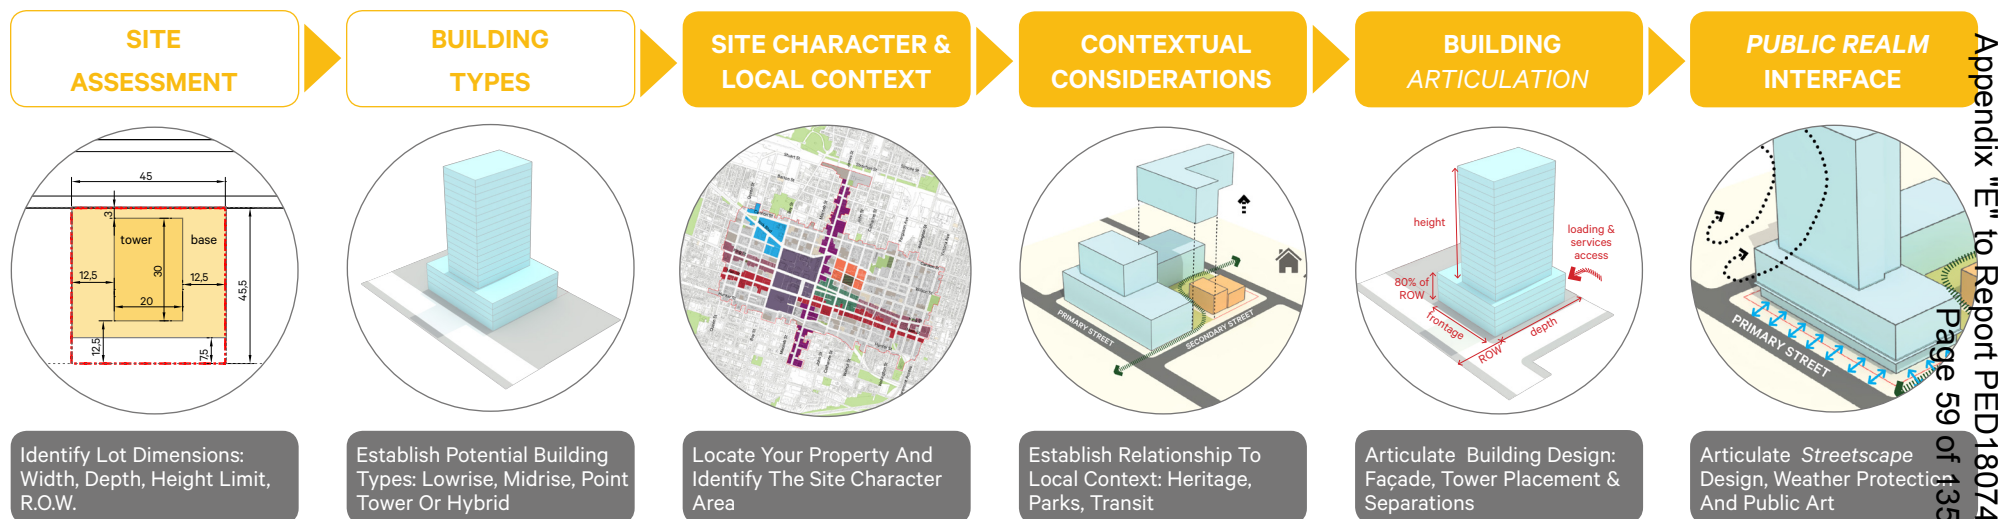 SITE
ASSESSMENT
BUILDING
TYPES
SITE CHARACTER &
LOCAL CONTEXT
CONTEXTUAL
CONSIDERATIONS
BUILDING
ARTICULATION
PUBLIC REALM
INTERFACE
45
3
tower
base
30
12,5
12,5
20
45,5
12,5
7,5
PRIMARY STREET
SECONDARY STREET
height
loading &
services
access
80% of
ROW
frontage
depth
ROW
PRIMARY STREET
Identify Lot Dimensions:
Width, Depth, Height Limit,
R.O.W.
Establish Potential Building
Types: Lowrise, Midrise, Point
Tower Or Hybrid
Locate Your Property And
Identify The Site Character
Area
Establish Relationship To
Local Context: Heritage,
Parks, Transit
Articulate Building Design:
Façade, Tower Placement &
Separations
Articulate Streetscape
Design, Weather Protection
And Public Art
Appendix "E" to Report PED18074
Page 59 of 135